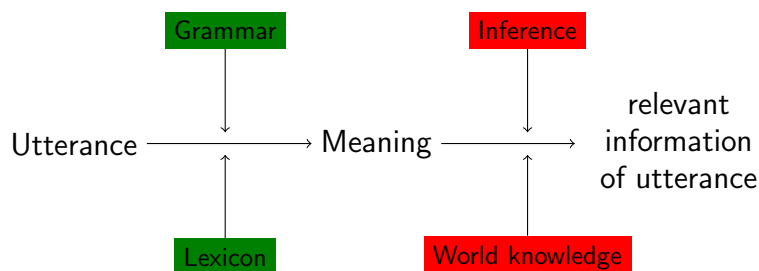 Grammar
Inference
Utterance
Meaning
relevant
information
of utterance
Lexicon
World knowledge